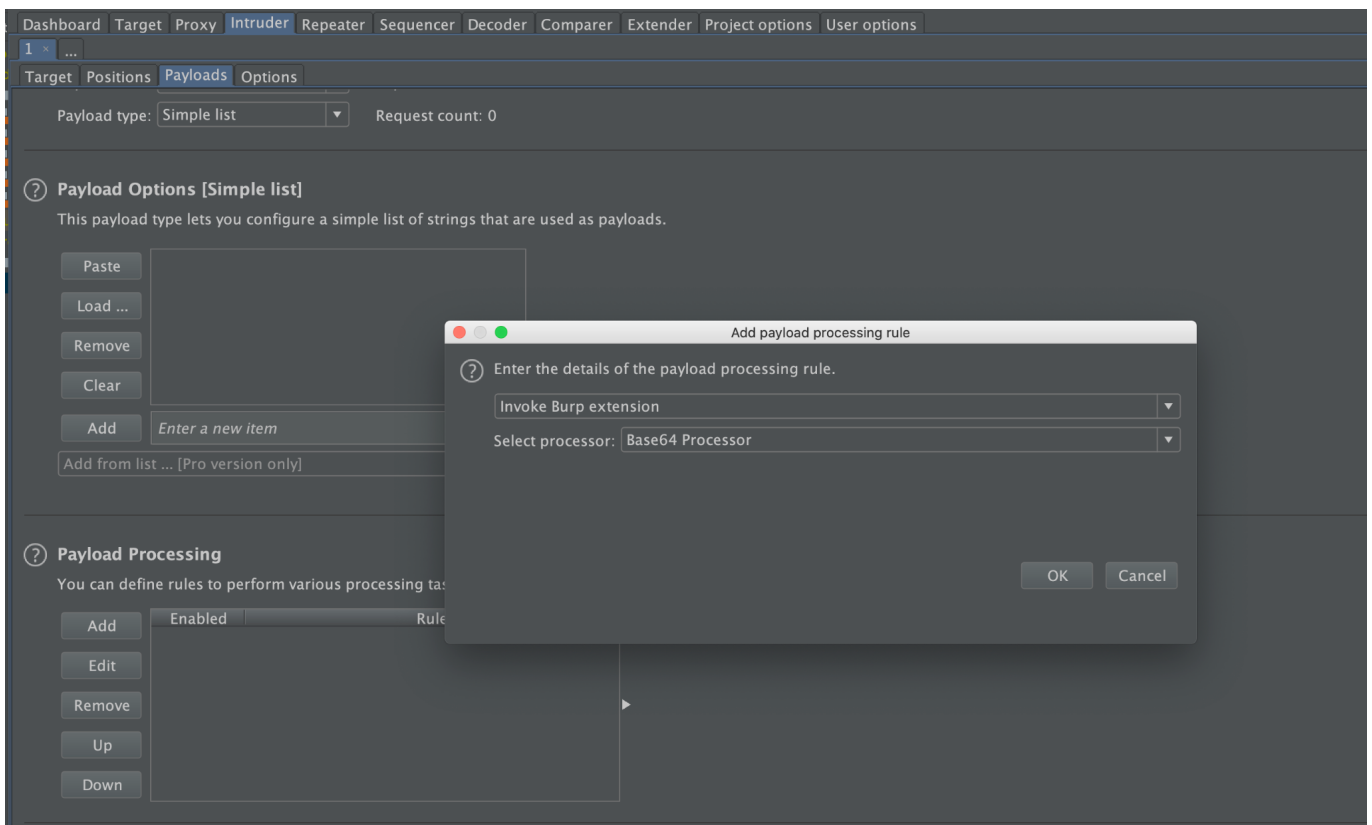 Dashboard Target Proxy Intruder Repeater Sequencer Decoder Comparer Extender Project options User options
1 × ...
Target Positions Payloads Options
Payload type: Simple list Request count: 0
? Payload Options [Simple list]
This payload type lets you configure a simple list of strings that are used as payloads.
Paste
Load ...
Remove
Clear
Add Enter a new item
Add from list ... [Pro version only]
Add payload processing rule
? Enter the details of the payload processing rule.
Invoke Burp extension
Select processor: Base64 Processor
OK Cancel
? Payload Processing
You can define rules to perform various processing
Add Enabled Rule
Edit
Remove
Up
Down